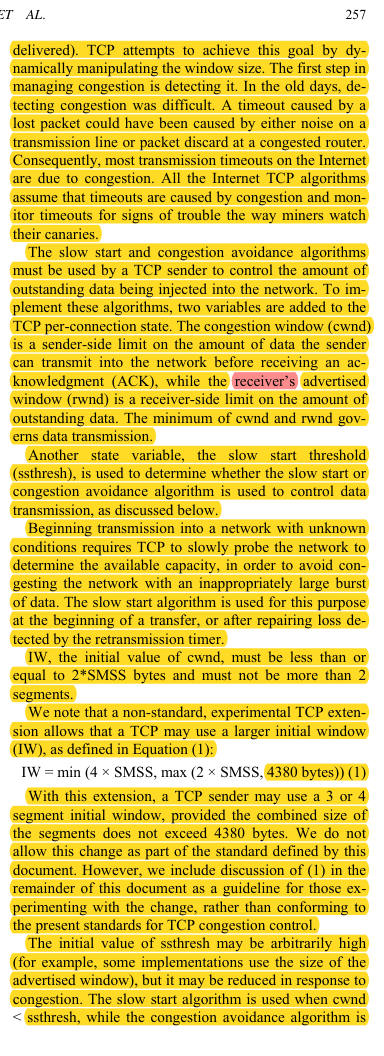 ET AL.
257
delivered). TCP attempts to achieve this goal by dy-
namically manipulating the window size. The first step in
managing congestion is detecting it. In the old days, de-
tecting congestion was difficult. A timeout caused by a
lost packet could have been caused by either noise on a
transmission line or packet discard at a congested router.
Consequently, most transmission timeouts on the Internet
are due to congestion. All the Internet TCP algorithms
assume that timeouts are caused by congestion and mon-
itor timeouts for signs of trouble the way miners watch
their canaries.
The slow start and congestion avoidance algorithms
must be used by a TCP sender to control the amount of
outstanding data being injected into the network. To im-
plement these algorithms, two variables are added to the
TCP per-connection state. The congestion window (cwnd)
is a sender-side limit on the amount of data the sender
can transmit into the network before receiving an ac-
knowledgment (ACK), while the receiver's advertised
window (rwnd) is a receiver-side limit on the amount of
outstanding data. The minimum of cwnd and rwnd gov-
erns data transmission.
Another state variable, the slow start threshold
(ssthresh), is used to determine whether the slow start or
congestion avoidance algorithm is used to control data
transmission, as discussed below.
Beginning transmission into a network with unknown
conditions requires TCP to slowly probe the network to
determine the available capacity, in order to avoid con-
gesting the network with an inappropriately large burst
of data. The slow start algorithm is used for this purpose
at the beginning of a transfer, or after repairing loss de-
tected by the retransmission timer.
IW, the initial value of cwnd, must be less than or
equal to 2*SMSS bytes and must not be more than 2
segments.
We note that a non-standard, experimental TCP exten-
sion allows that a TCP may use a larger initial window
(IW), as defined in Equation (1):
IW = min (4 × SMSS, max (2 × SMSS, 4380 bytes)) (1)
With this extension, a TCP sender may use a 3 or 4
segment initial window, provided the combined size of
the segments does not exceed 4380 bytes. We do not
allow this change as part of the standard defined by this
document. However, we include discussion of (1) in the
remainder of this document as a guideline for those ex-
perimenting with the change, rather than conforming to
the present standards for TCP congestion control.
The initial value of ssthresh may be arbitrarily high
(for example, some implementations use the size of the
advertised window), but it may be reduced in response to
congestion. The slow start algorithm is used when cwnd
< ssthresh, while the congestion avoidance algorithm is